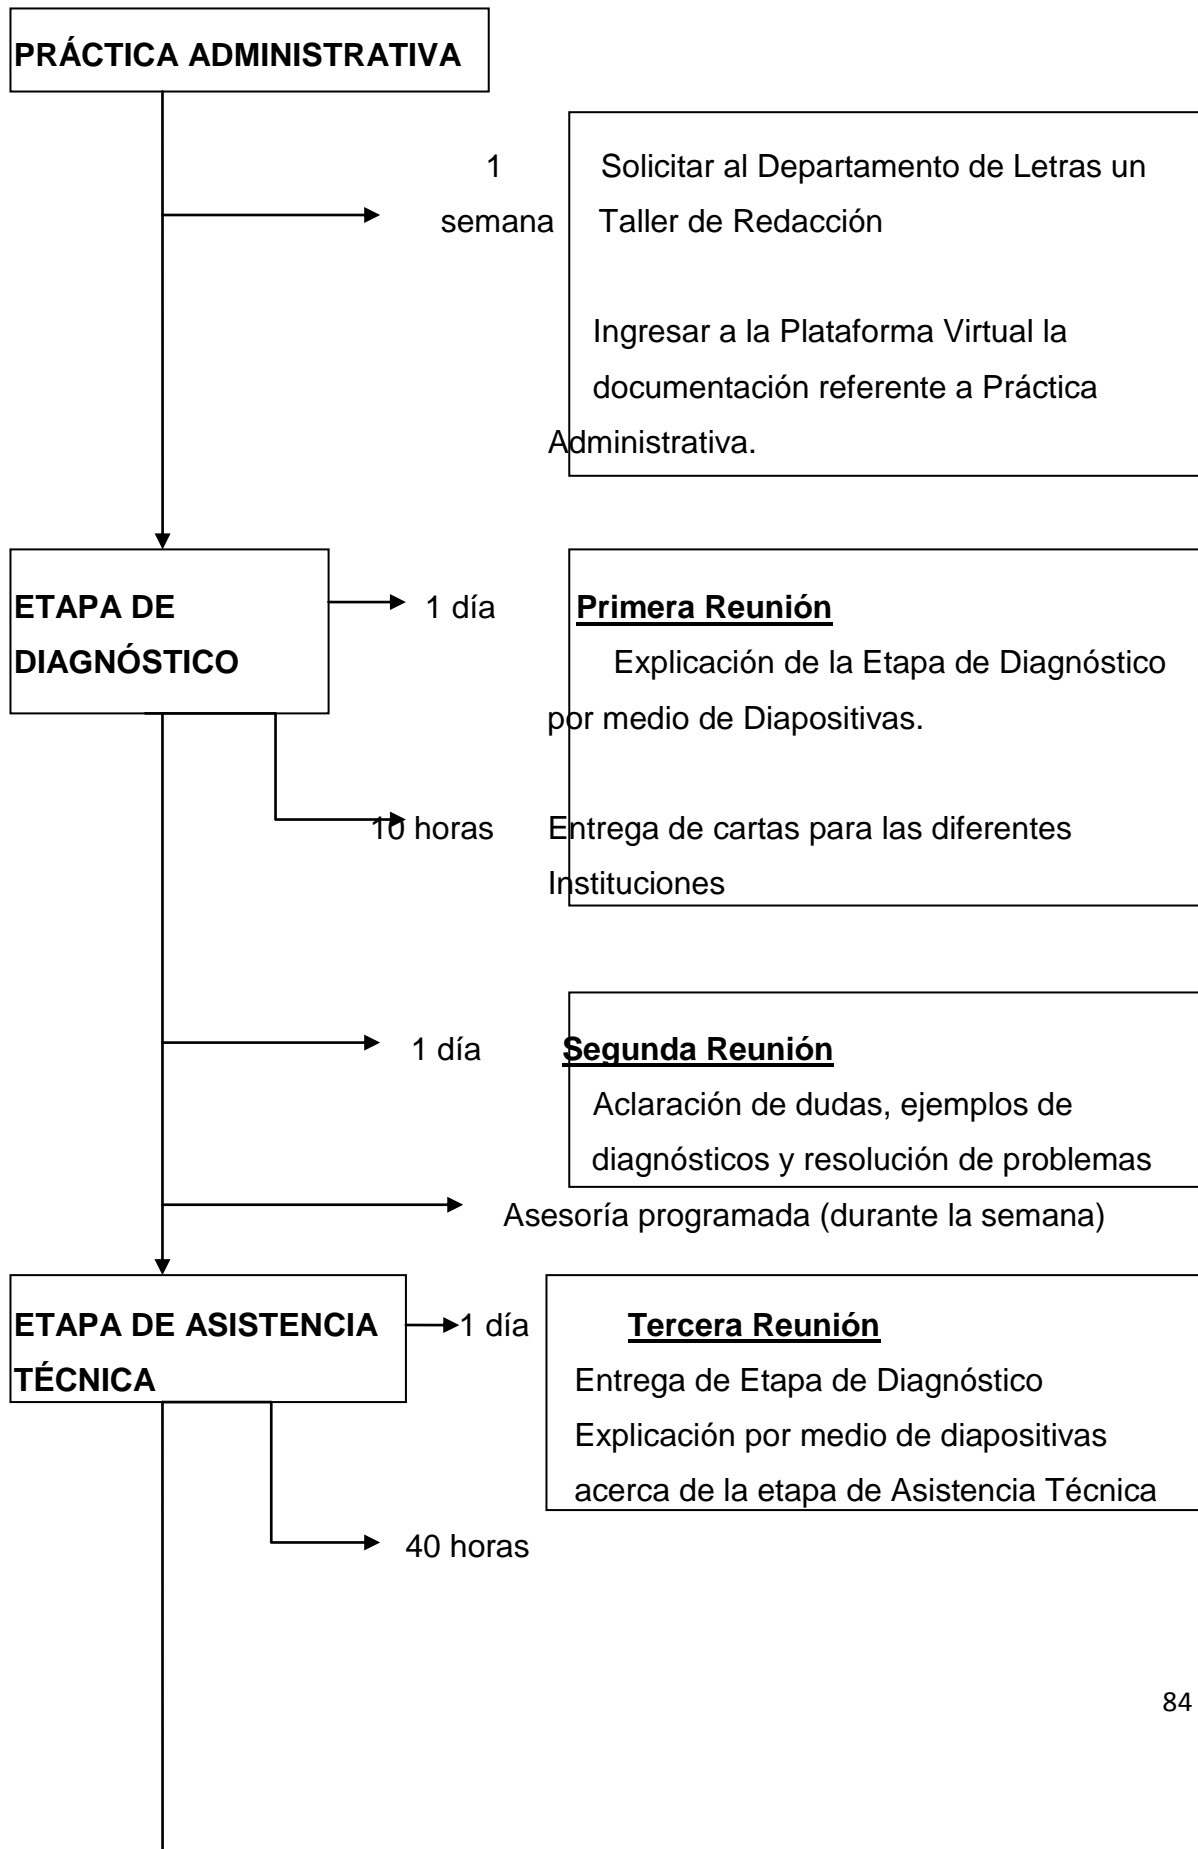 PRÁCTICA ADMINISTRATIVA
1
semana
Solicitar al Departamento de Letras un
Taller de Redacción
Ingresar a la Plataforma Virtual la
documentación referente a Práctica
Administrativa.
ETAPA DE
DIAGNÓSTICO
1 día
Primera Reunión
Explicación de la Etapa de Diagnóstico
por medio de Diapositivas.
10 horas
Entrega de cartas para las diferentes
Instituciones
1 día
Segunda Reunión
Aclaración de dudas, ejemplos de
diagnósticos y resolución de problemas
Asesoría programada (durante la semana)
ETAPA DE ASISTENCIA
TÉCNICA
1 día
Tercera Reunión
Entrega de Etapa de Diagnóstico
Explicación por medio de diapositivas
acerca de la etapa de Asistencia Técnica
40 horas
84